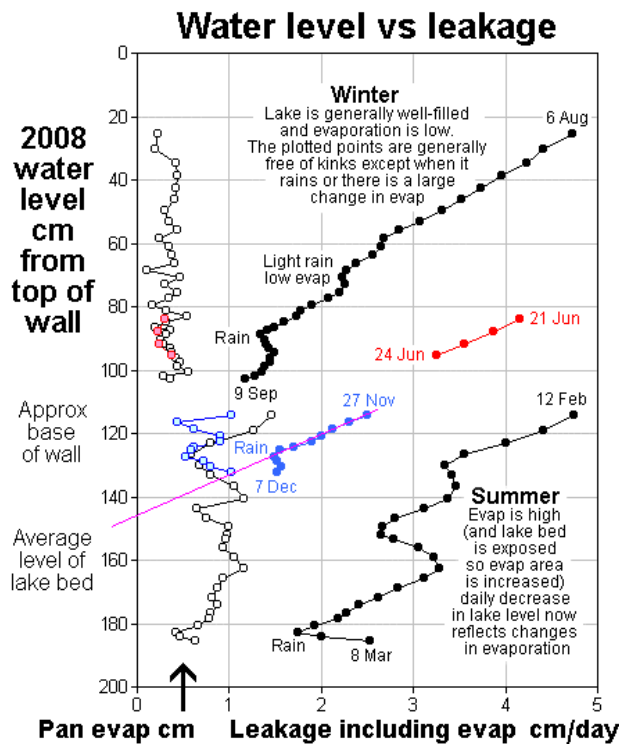 Water level vs leakage
2008
water
level
cm
from
top of
wall
Approx
base
of wall
Average
level of
lake bed
0
20
40
60
80
100
120
140
160
180
200
Winter
Lake is generally well-filled
and evaporation is low.
The plotted points are generally
free of kinks except when it
rains or there is a large
change in evap
6 Aug
Light rain
low evap
Rain
9 Sep
21 Jun
24 Jun
27 Nov
Rain
7 Dec
12 Feb
Summer
Evap is high
(and lake bed
is exposed
so evap area
is increased)
daily decrease
in lake level now
reflects changes
in evaporation
Rain
8 Mar
0
1
2
3
4
5
Pan evap cm
Leakage including evap cm/day